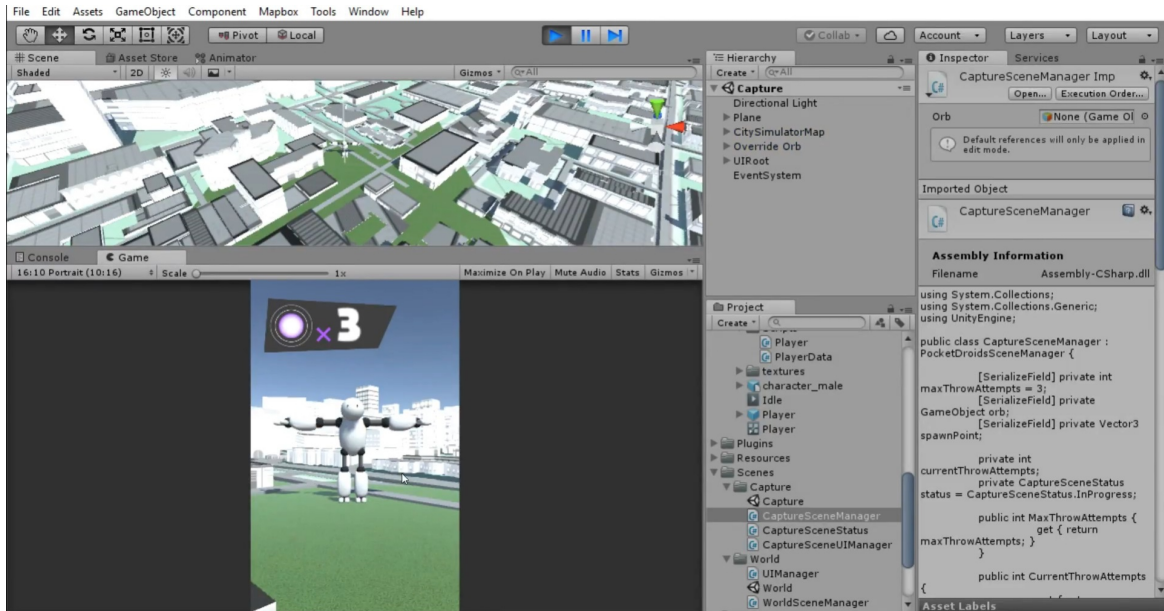 File Edit Assets GameObject Component Mapbox Tools Window Help
Pivot Local Collab Account Layers Layout
Scene Asset Store Animator
Shaded 2D Gizmos All
Console Game
16:10 Portrait (10:16) Scale 1x Maximize On Play Mute Audio Stats Gizmos
× 3
Hierarchy
Create All
Capture
Directional Light
Plane
CitySimulatorMap
Override Orb
UIRoot
EventSystem
Project
Create
Scripts
Player
PlayerData
textures
character_male
Idle
Player
Player
Plugins
Resources
Scenes
Capture
Capture
CaptureSceneManager
CaptureSceneStatus
CaptureSceneUIManager
World
UIManager
World
WorldSceneManager
Inspector Services
CaptureSceneManager Imp
Open... Execution Order...
Orb None (Game Ol
Default references will only be applied in
edit mode.
Imported Object
C#
CaptureSceneManager
Assembly Information
Filename Assembly-CSharp.dll
using System.Collections;
using System.Collections.Generic;
using UnityEngine;
public class CaptureSceneManager :
PocketDroidsSceneManager {
[SerializeField] private int
maxThrowAttempts = 3;
[SerializeField] private
GameObject orb;
[SerializeField] private Vector3
spawnPoint;
private int
currentThrowAttempts;
private CaptureSceneStatus
status = CaptureSceneStatus.InProgress;
public int MaxThrowAttempts {
get { return
maxThrowAttempts; }
}
public int CurrentThrowAttempts
{
Asset Labels